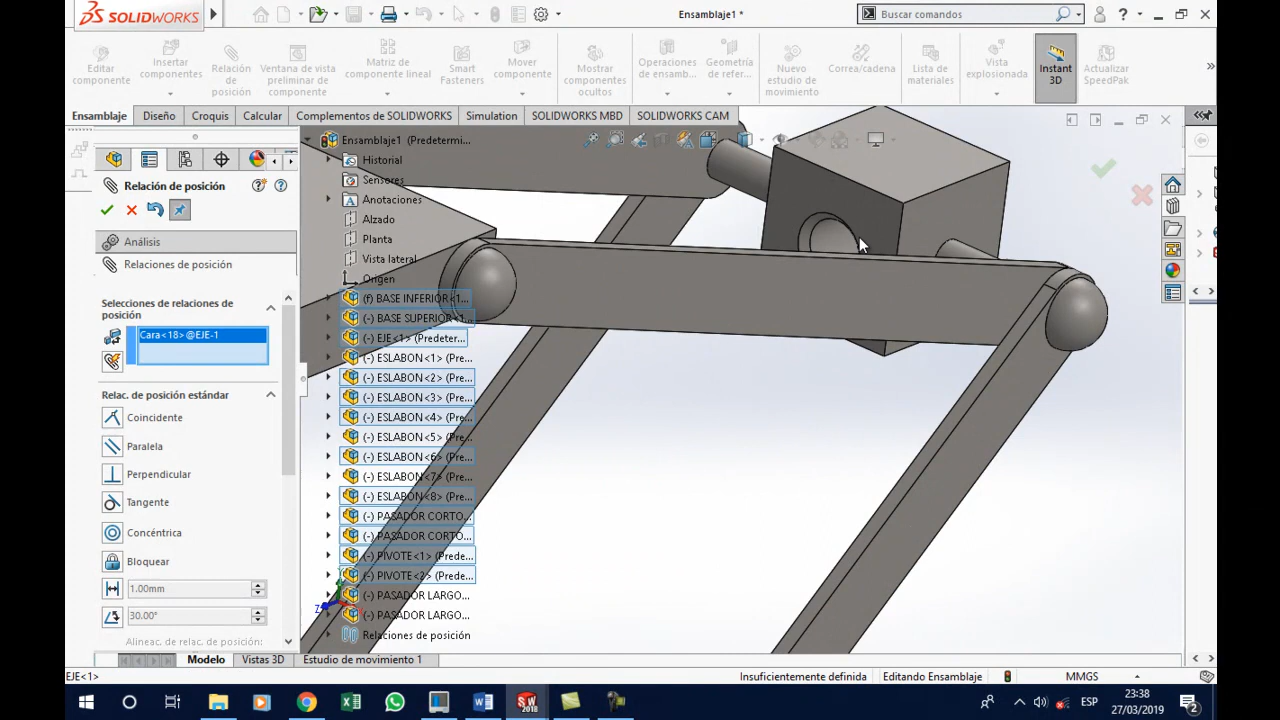 SOLIDWORKS
Ensamblaje1 *
Buscar comandos
Editar componente
Insertar componentes
Relación de posición
Ventana de vista preliminar de componente
Matriz de componente lineal
Smart Fasteners
Mover componente
Mostrar componentes ocultos
Operaciones de ensamb...
Geometría de refer...
Nuevo estudio de movimiento
Correa/cadena
Lista de materiales
Vista explosionada
Instant 3D
Actualizar SpeedPak
Ensamblaje
Diseño
Croquis
Calcular
Complementos de SOLIDWORKS
Simulation
SOLIDWORKS MBD
SOLIDWORKS CAM
Relación de posición
Análisis
Relaciones de posición
Selecciones de relaciones de
posición
Cara<18>@EJE-1
Relac. de posición estándar
Coincidente
Paralela
Perpendicular
Tangente
Concéntrica
Bloquear
1.00mm
30.00°
Alineac. de relac. de posición:
Ensamblaje1 (Predetermi...
Historial
Sensores
Anotaciones
Alzado
Planta
Vista lateral
Origen
(f) BASE INFERIOR<1...
(-) BASE SUPERIOR<1...
(-) EJE<1> (Predeter...
(-) ESLABON<1> (Pre...
(-) ESLABON<2> (Pre...
(-) ESLABON<3> (Pre...
(-) ESLABON<4> (Pre...
(-) ESLABON<5> (Pre...
(-) ESLABON<6> (Pre...
(-) ESLABON<7> (Pre...
(-) ESLABON<8> (Pre...
(-) PASADOR CORTO...
(-) PASADOR CORTO...
(-) PIVOTE<1> (Prede...
(-) PIVOTE<2> (Prede...
(-) PASADOR LARGO...
(-) PASADOR LARGO...
Relaciones de posición
Z
Modelo
Vistas 3D
Estudio de movimiento 1
EJE<1>
Insuficientemente definida
Editando Ensamblaje
MMGS
ESP
23:38
27/03/2019
2